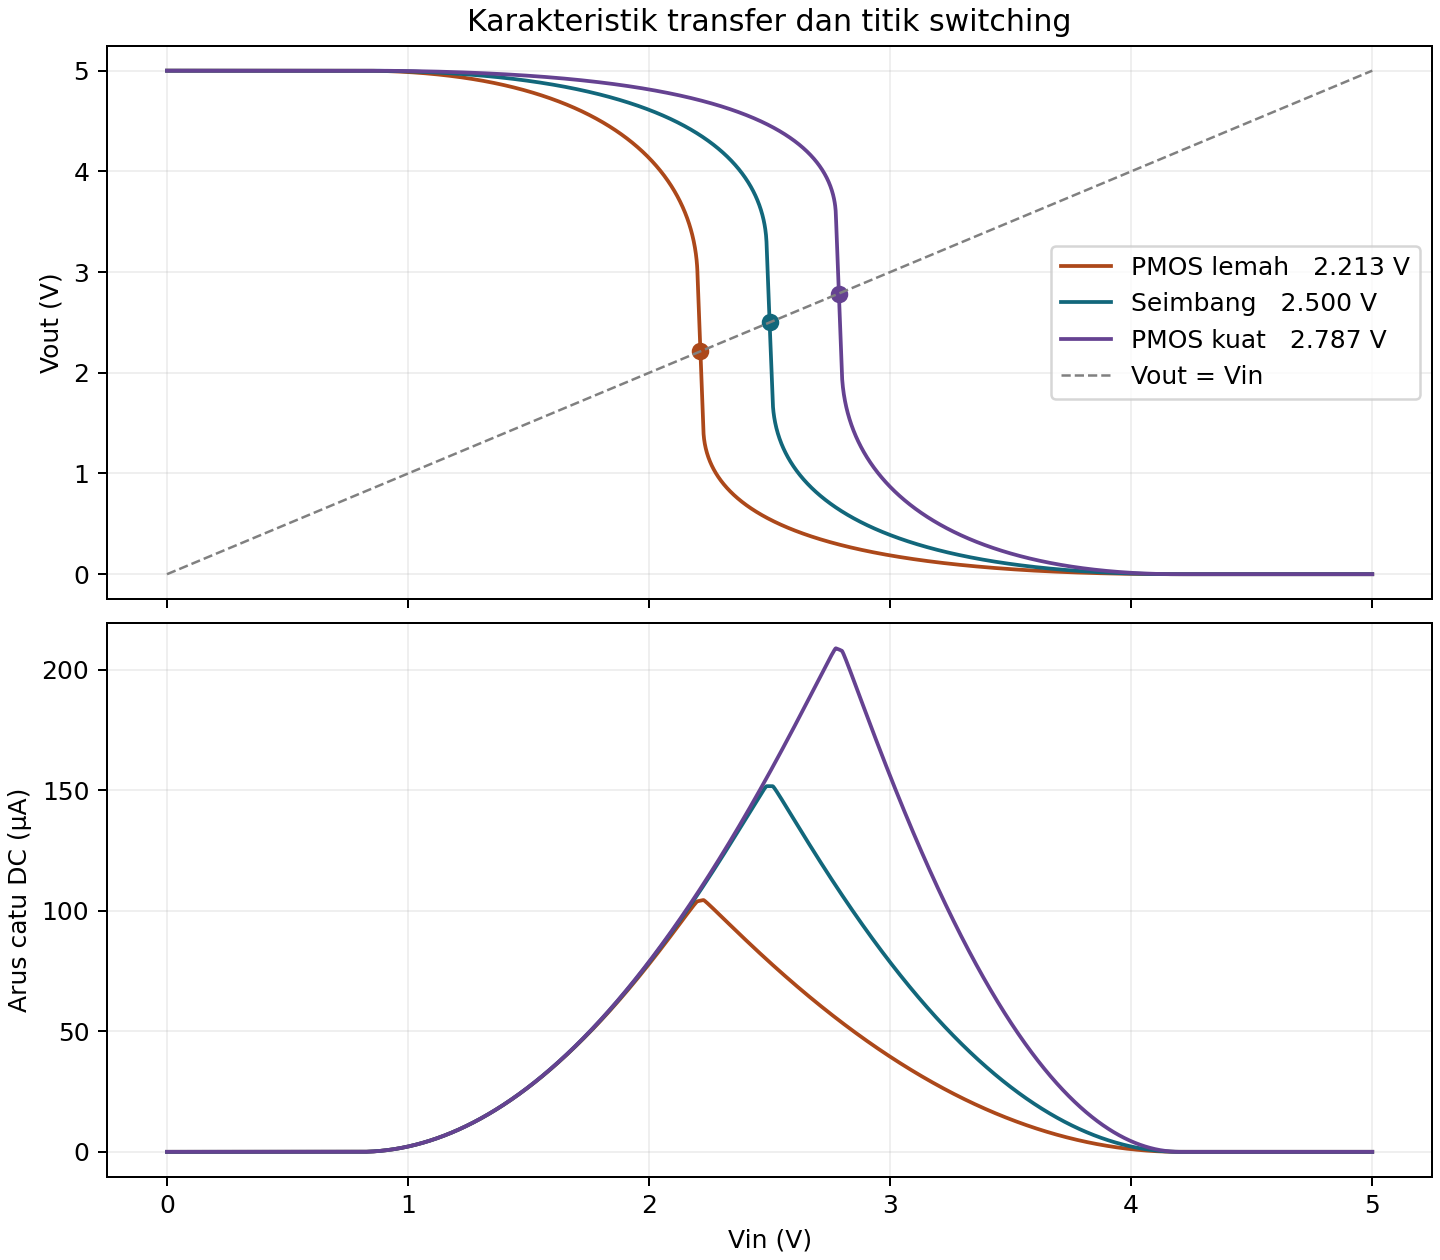 Karakteristik transfer dan titik switching
Vout (V)
5
4
3
2
1
0
PMOS lemah 2.213 V
Seimbang 2.500 V
PMOS kuat 2.787 V
Vout = Vin
Arus catu DC (µA)
200
150
100
50
0
0 1 2 3 4 5
Vin (V)